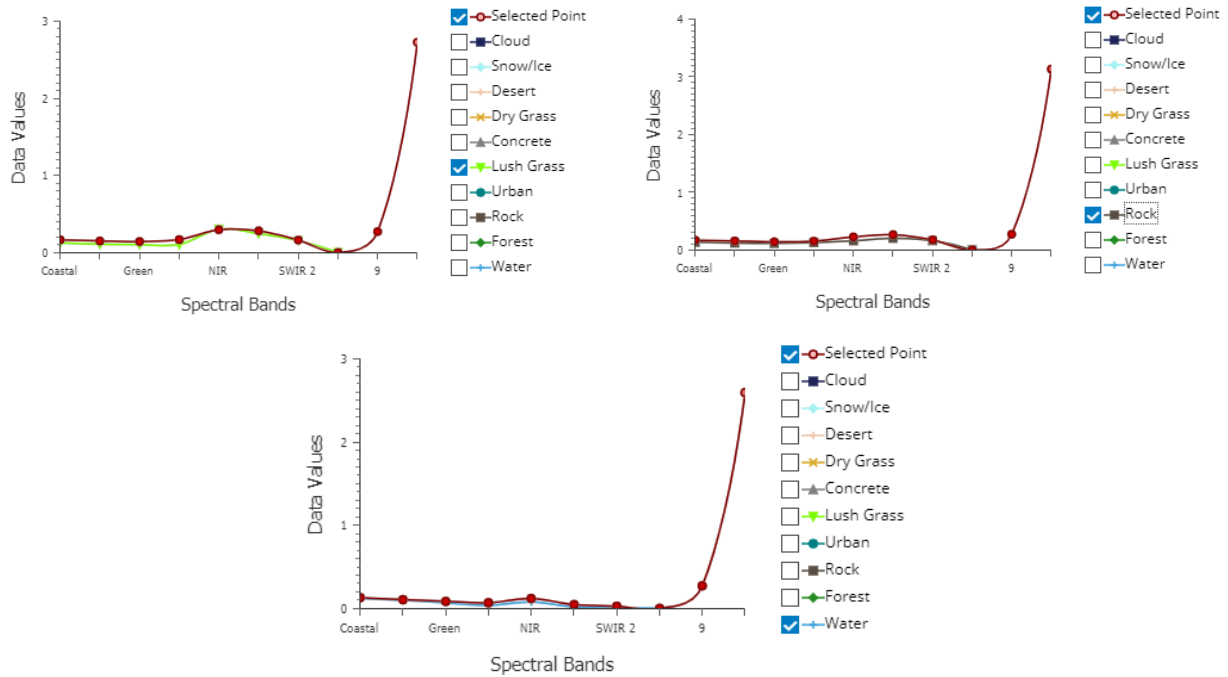 3
2
1
0
Data Values
Coastal Green NIR SWIR 2 9
Spectral Bands
Selected Point
Cloud
Snow/Ice
Desert
Dry Grass
Concrete
Lush Grass
Urban
Rock
Forest
Water
4
3
2
1
0
Data Values
Coastal Green NIR SWIR 2 9
Spectral Bands
Selected Point
Cloud
Snow/Ice
Desert
Dry Grass
Concrete
Lush Grass
Urban
Rock
Forest
Water
3
2
1
0
Data Values
Coastal Green NIR SWIR 2 9
Spectral Bands
Selected Point
Cloud
Snow/Ice
Desert
Dry Grass
Concrete
Lush Grass
Urban
Rock
Forest
Water